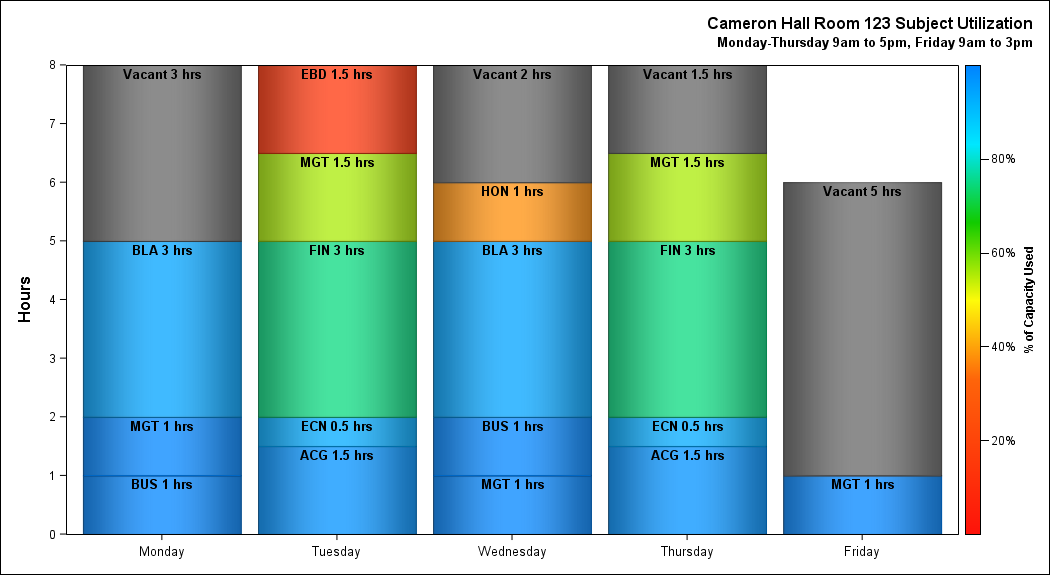 Cameron Hall Room 123 Subject Utilization
Monday-Thursday 9am to 5pm, Friday 9am to 3pm
Hours
8
7
6
5
4
3
2
1
0
Vacant 3 hrs
BLA 3 hrs
MGT 1 hrs
BUS 1 hrs
EBD 1.5 hrs
MGT 1.5 hrs
FIN 3 hrs
ECN 0.5 hrs
ACG 1.5 hrs
Vacant 2 hrs
HON 1 hrs
BLA 3 hrs
BUS 1 hrs
MGT 1 hrs
Vacant 1.5 hrs
MGT 1.5 hrs
FIN 3 hrs
ECN 0.5 hrs
ACG 1.5 hrs
Vacant 5 hrs
MGT 1 hrs
Monday
Tuesday
Wednesday
Thursday
Friday
80%
60%
40%
20%
% of Capacity Used